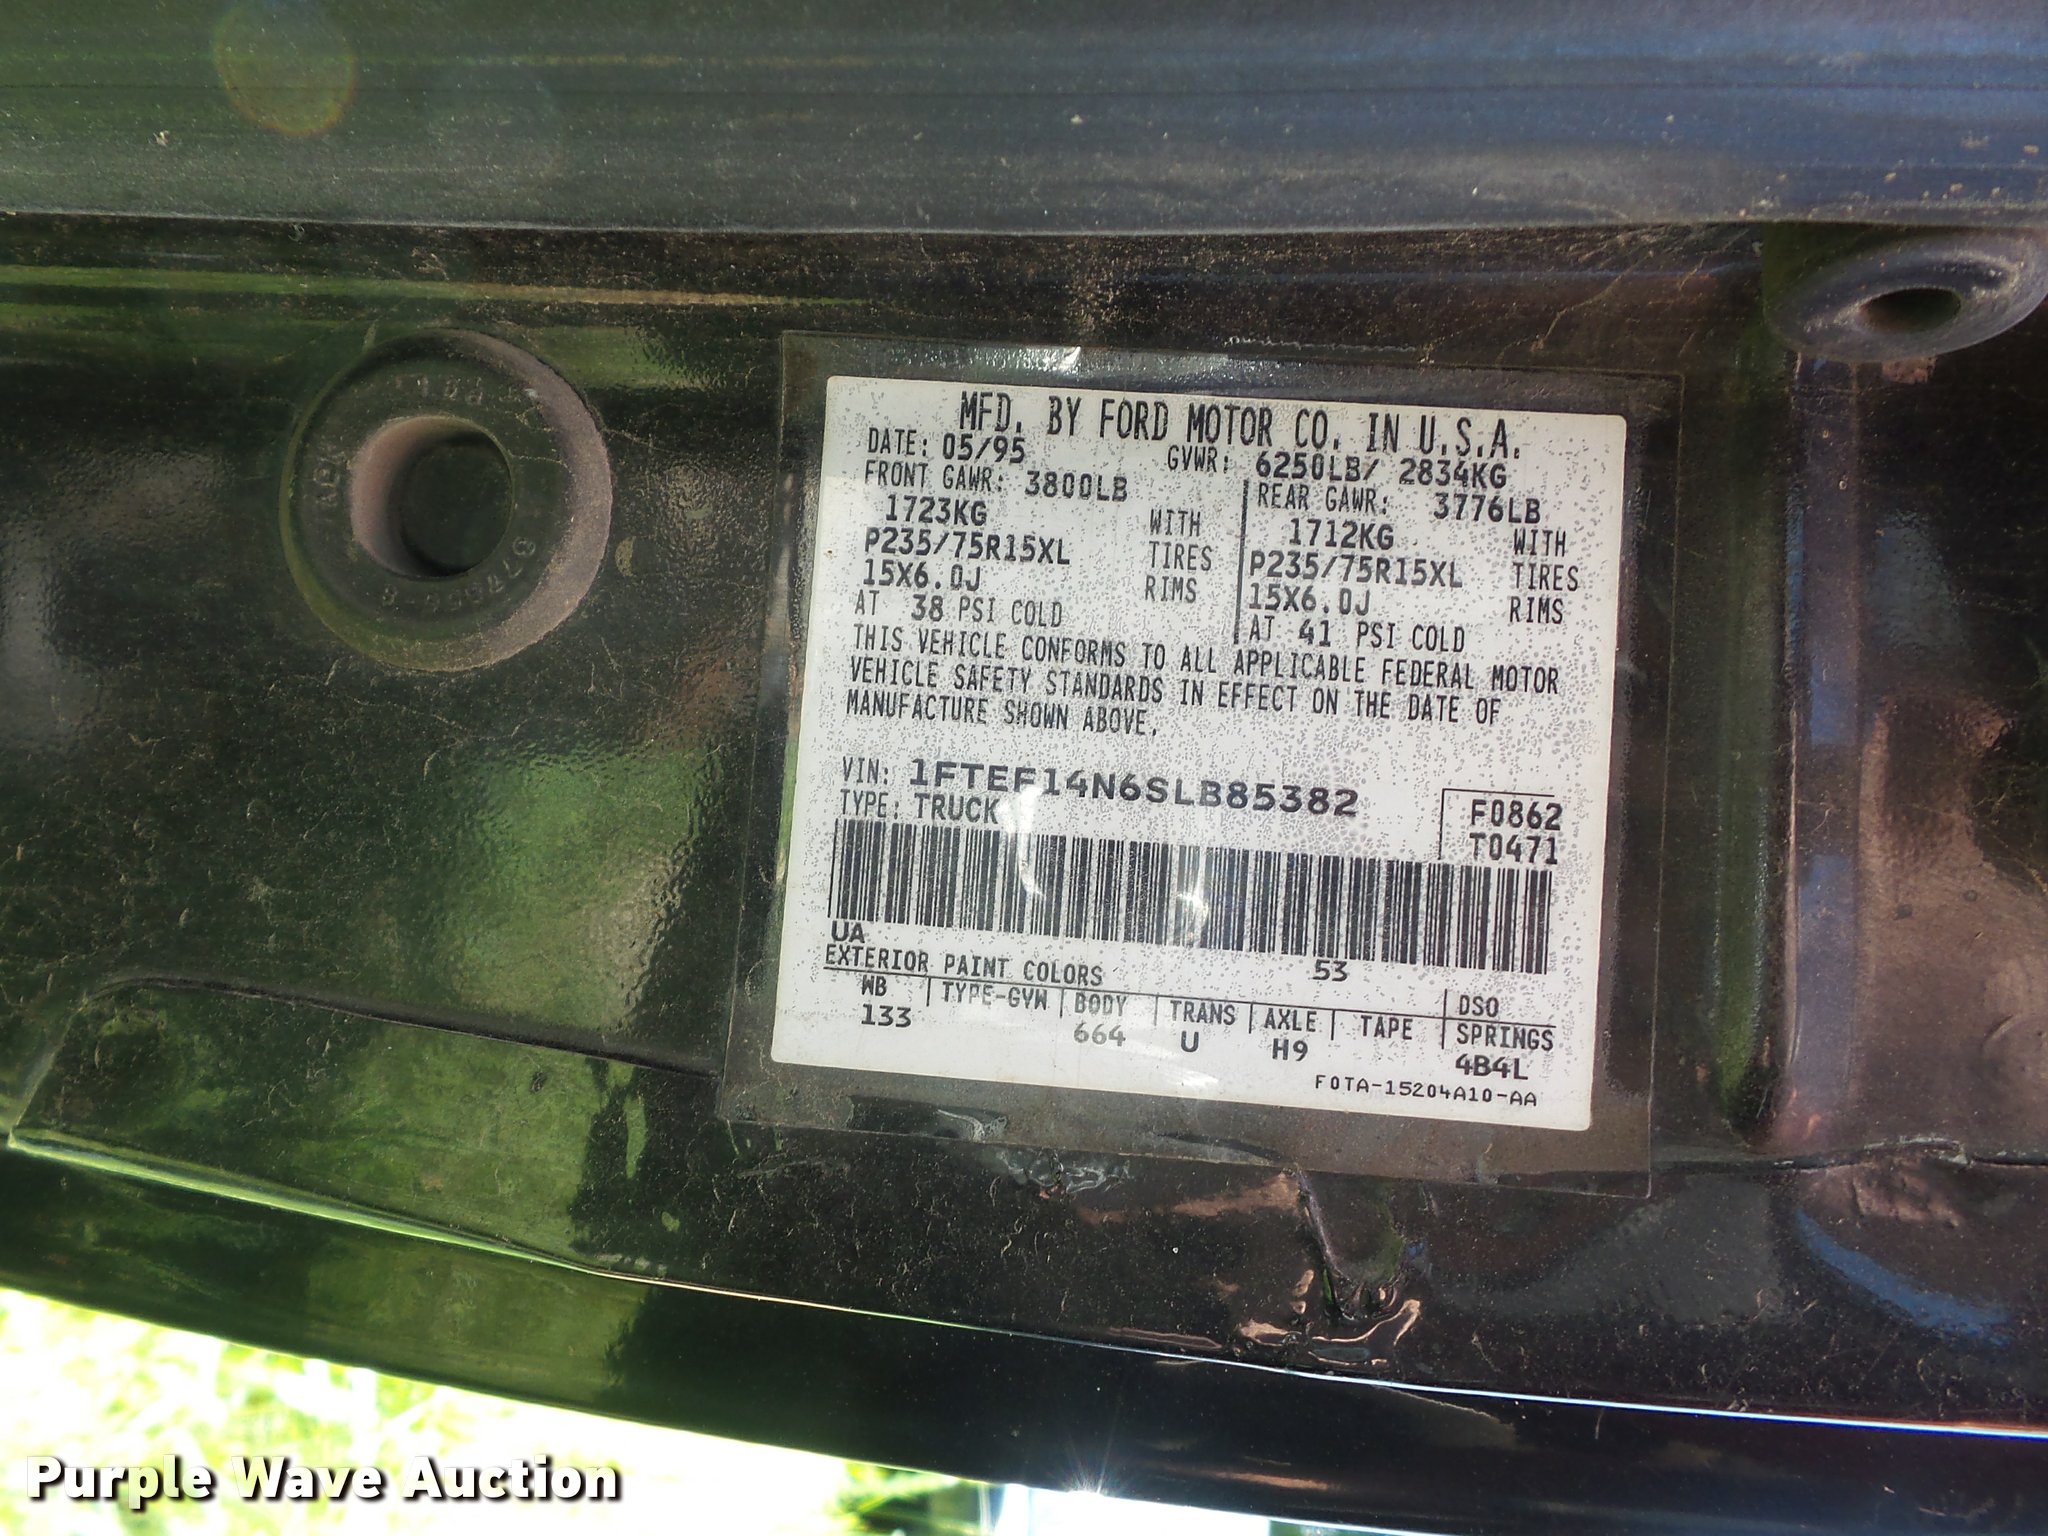 MFD. BY FORD MOTOR CO. IN U.S.A.
DATE: 05/95 GVWR: 6250LB/ 2834KG
FRONT GAWR: 3800LB REAR GAWR: 3776LB
1723KG WITH 1712KG WITH
P235/75R15XL TIRES P235/75R15XL TIRES
15X6.0J RIMS 15X6.0J RIMS
AT 38 PSI COLD AT 41 PSI COLD
THIS VEHICLE CONFORMS TO ALL APPLICABLE FEDERAL MOTOR
VEHICLE SAFETY STANDARDS IN EFFECT ON THE DATE OF
MANUFACTURE SHOWN ABOVE.
VIN: 1FTEF14N6SLB85382
TYPE: TRUCK
F0862
T0471
UA 53
EXTERIOR PAINT COLORS DSO
WB TYPE-GVW BODY TRANS AXLE TAPE SPRINGS
133 664 U H9 4B4L
F0TA-15204A10-AA
Purple Wave Auction